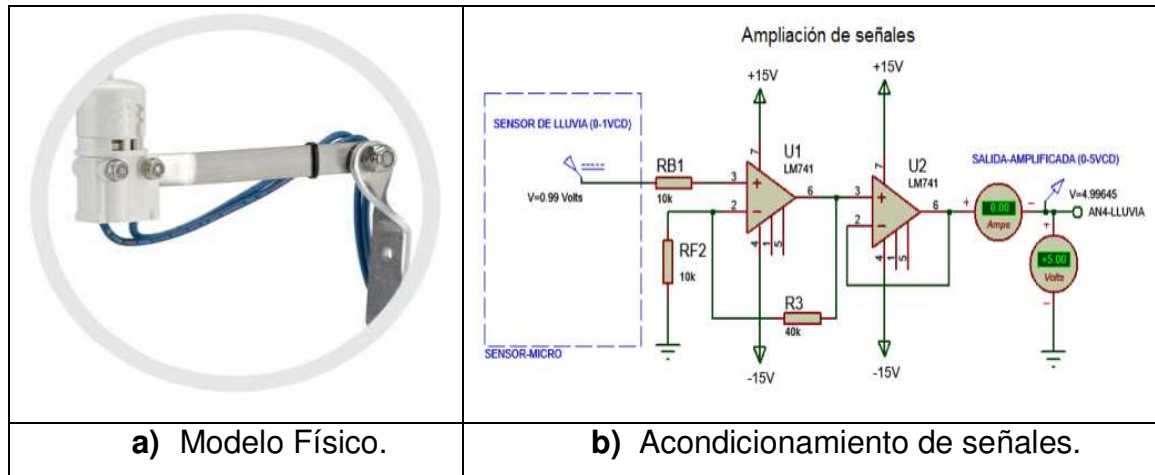 Ampliación de señales
+15V
+15V
SENSOR DE LLUVIA (0-1VCD)
V=0.99 Volts
SENSOR-MICRO
RB1
10k
RF2
10k
3
2
7
6
4
1
5
U1
LM741
R3
40k
-15V
3
2
7
6
4
1
5
U2
LM741
-15V
SALIDA-AMPLIFICADA (0-5VCD)
V=4.99645
AN4-LLUVIA
+
0.00
Amps
−
+
+5.00
Volts
−
a) Modelo Físico.
b) Acondicionamiento de señales.